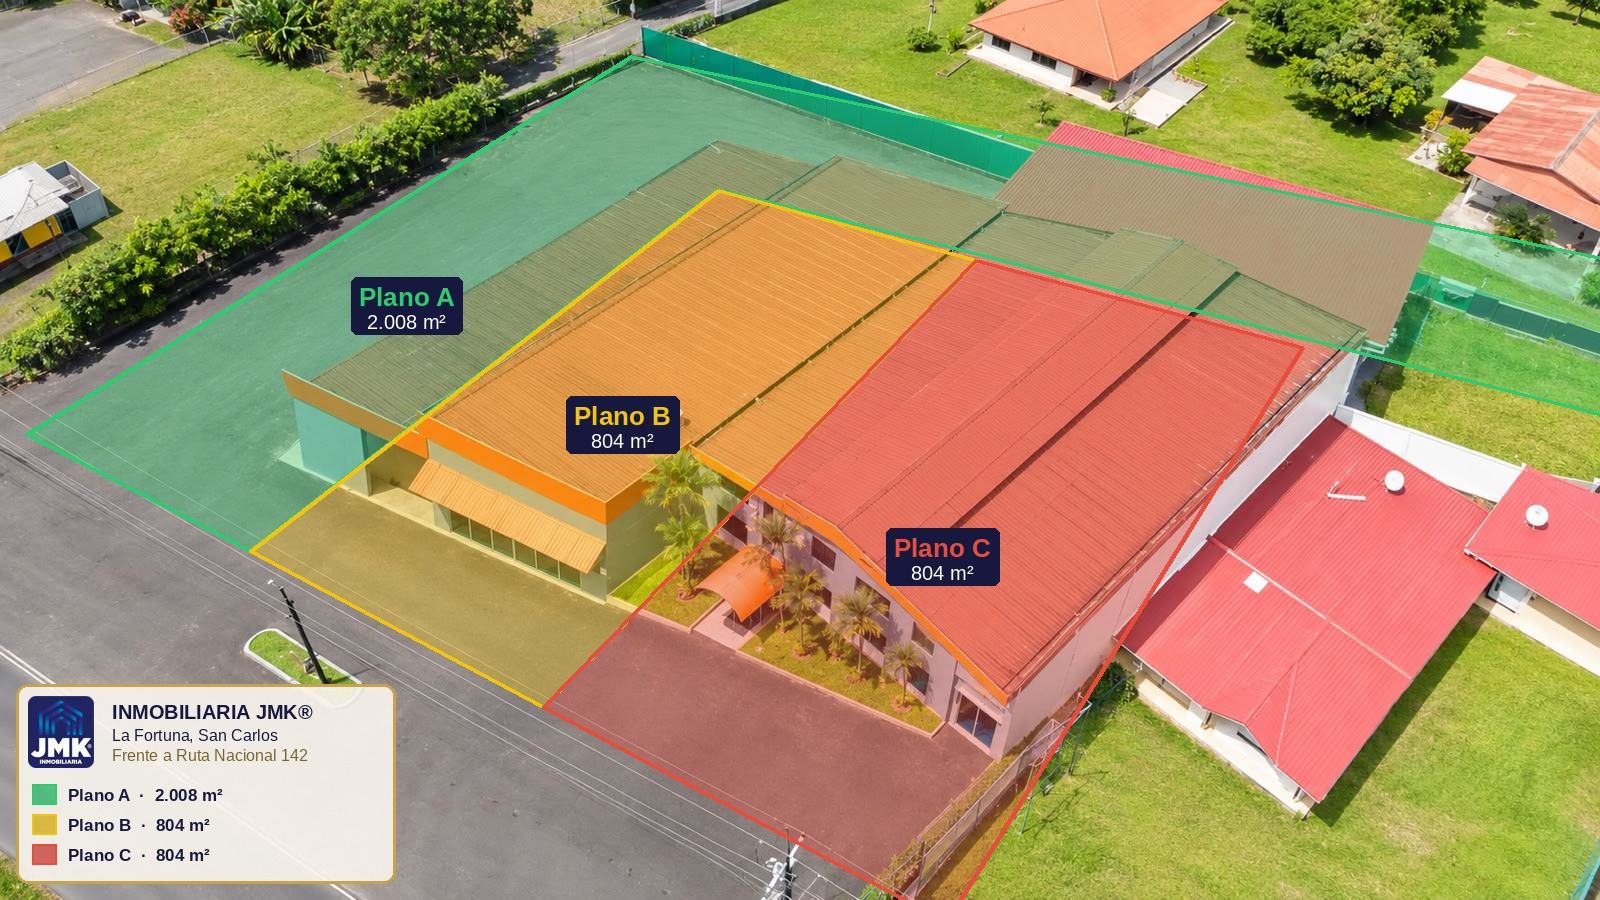 Plano A
2.008 m²
Plano B
804 m²
Plano C
804 m²
JMK®
INMOBILIARIA
INMOBILIARIA JMK®
La Fortuna, San Carlos
Frente a Ruta Nacional 142
Plano A · 2.008 m²
Plano B · 804 m²
Plano C · 804 m²